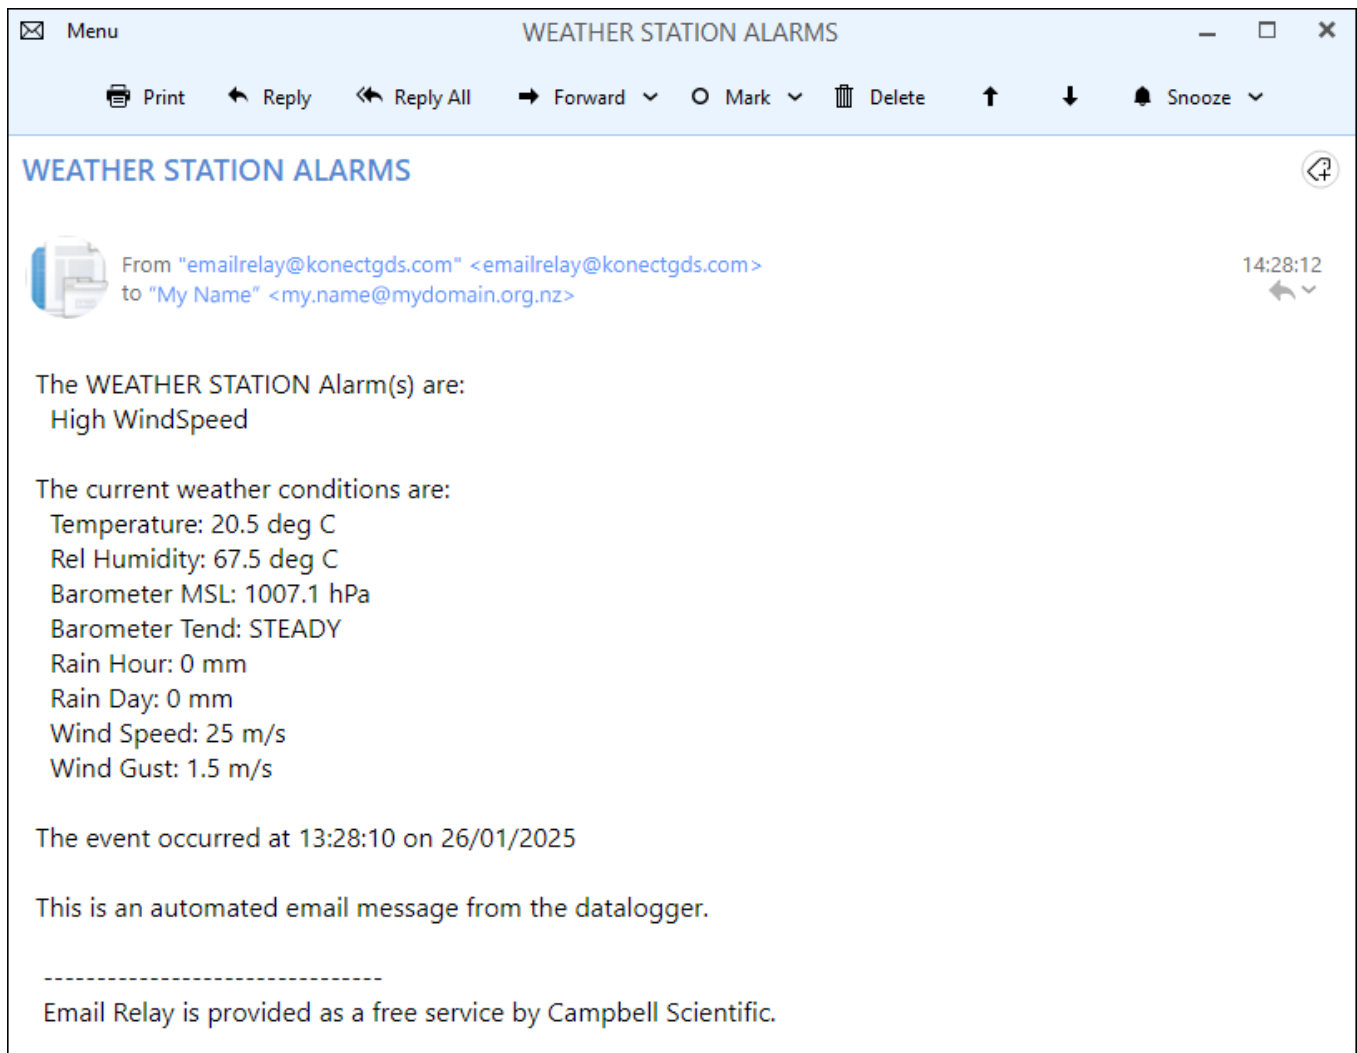 Menu
WEATHER STATION ALARMS
Print Reply Reply All Forward Mark Delete Snooze
WEATHER STATION ALARMS
From "emailrelay@konectgds.com" <emailrelay@konectgds.com>
14:28:12
to "My Name" <my.name@mydomain.org.nz>
The WEATHER STATION Alarm(s) are:
High WindSpeed
The current weather conditions are:
Temperature: 20.5 deg C
Rel Humidity: 67.5 deg C
Barometer MSL: 1007.1 hPa
Barometer Tend: STEADY
Rain Hour: 0 mm
Rain Day: 0 mm
Wind Speed: 25 m/s
Wind Gust: 1.5 m/s
The event occurred at 13:28:10 on 26/01/2025
This is an automated email message from the datalogger.
--------------------------------
Email Relay is provided as a free service by Campbell Scientific.